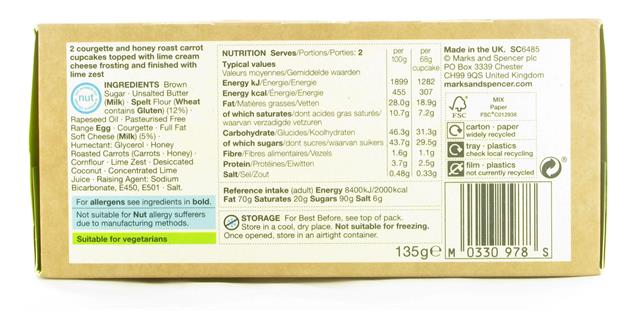 2 courgette and honey roast carrot
cupcakes topped with lime cream
cheese frosting and finished with
lime zest
nut
INGREDIENTS Brown
Sugar · Unsalted Butter
(Milk) · Spelt Flour (Wheat
contains Gluten) (12%) ·
Rapeseed Oil · Pasteurised Free
Range Egg · Courgette · Full Fat
Soft Cheese (Milk) (5%) ·
Humectant: Glycerol · Honey
Roasted Carrots (Carrots · Honey) ·
Cornflour · Lime Zest · Desiccated
Coconut · Concentrated Lime
Juice · Raising Agent: Sodium
Bicarbonate, E450, E501 · Salt.
For allergens see ingredients in bold.
Not suitable for Nut allergy sufferers
due to manufacturing methods.
Suitable for vegetarians
NUTRITION Serves/Portions/Porties: 2
Typical values
Valeurs moyennes/Gemiddelde waarden
per 100g
per 68g cupcake
Energy kJ/Énergie/Energie 1899 1282
Energy kcal/Énergie/Energie 455 307
Fat/Matières grasses/Vetten 28.0g 18.9g
of which saturates/dont acides gras saturés/
waarvan verzadigde vetzuren 10.7g 7.2g
Carbohydrate/Glucides/Koolhydraten 46.3g 31.3g
of which sugars/dont sucres/waarvan suikers 43.7g 29.5g
Fibre/Fibres alimentaires/Vezels 1.6g 1.1g
Protein/Protéines/Eiwitten 3.7g 2.5g
Salt/Sel/Zout 0.48g 0.33g
Reference intake (adult) Energy 8400kJ/2000kcal
Fat 70g Saturates 20g Sugars 90g Salt 6g
STORAGE For Best Before, see top of pack.
Store in a cool, dry place. Not suitable for freezing.
Once opened, store in an airtight container.
135g℮
Made in the UK. SC6485
© Marks and Spencer plc
PO Box 3339 Chester
CH99 9QS United Kingdom
marksandspencer.com
FSC
MIX
Paper
FSC® C012938
carton · paper
widely recycled
tray · plastics
check local recycling
film · plastics
not currently recycled
M 0330 978 S